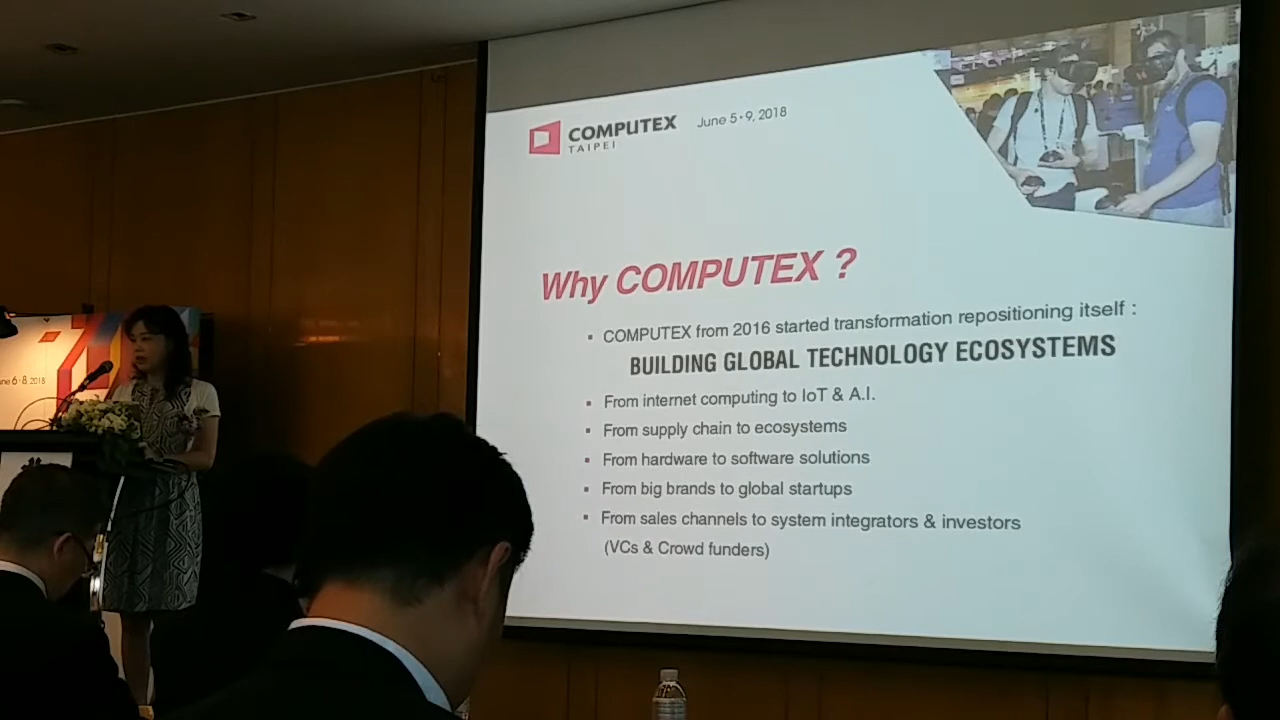 COMPUTEX
TAIPEI
June 5-9, 2018
Why COMPUTEX ?
▪ COMPUTEX from 2016 started transformation repositioning itself :
BUILDING GLOBAL TECHNOLOGY ECOSYSTEMS
▪ From internet computing to IoT & A.I.
▪ From supply chain to ecosystems
▪ From hardware to software solutions
▪ From big brands to global startups
▪ From sales channels to system integrators & investors
(VCs & Crowd funders)
6-8, 2018